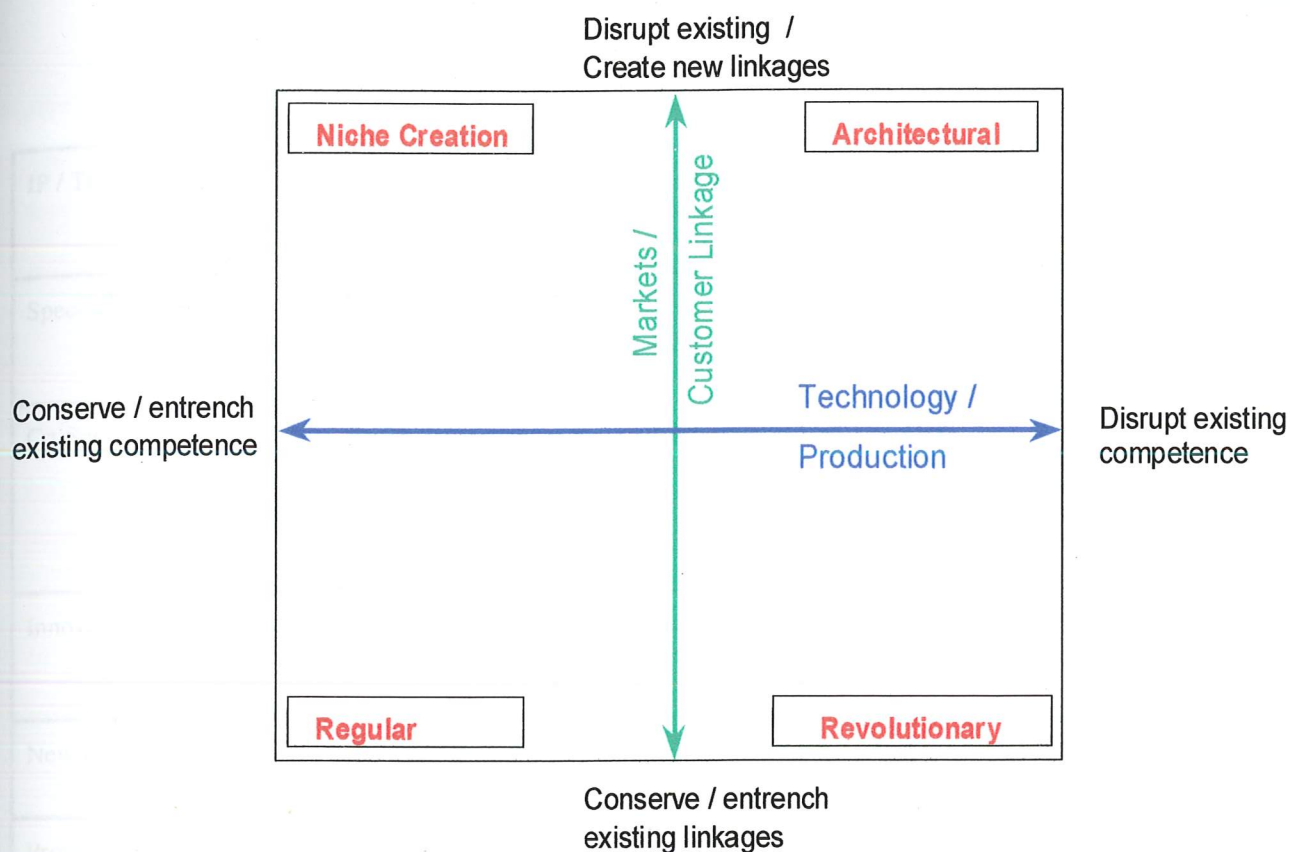 Disrupt existing /
Create new linkages
Niche Creation
Architectural
Markets /
Customer Linkage
Technology /
Production
Conserve / entrench
existing competence
Disrupt existing
competence
Regular
Revolutionary
Conserve / entrench
existing linkages